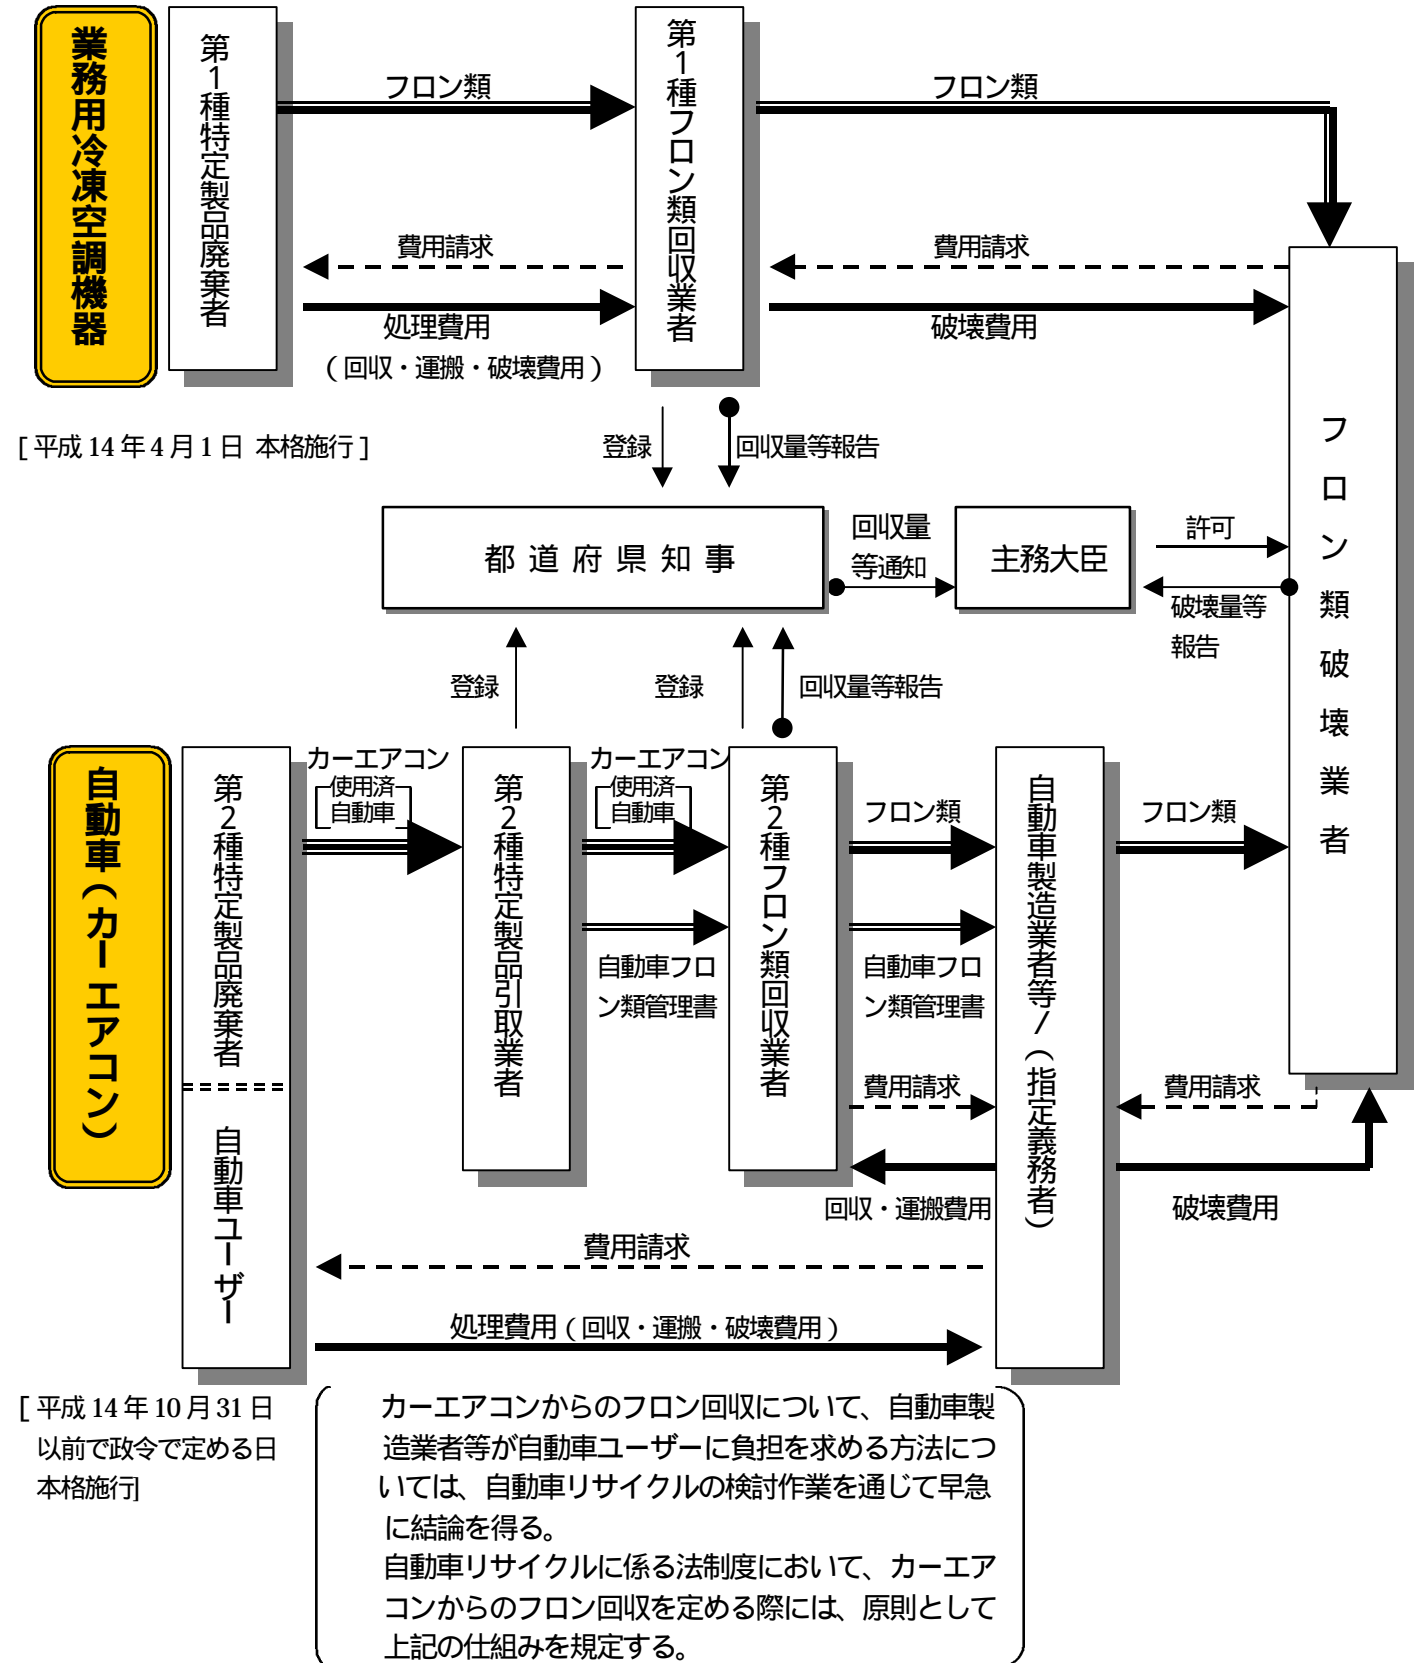 業務用冷凍空調機器
第1種特定製品廃棄者
フロン類
第1種フロン類回収業者
フロン類
費用請求
費用請求
処理費用
(回収・運搬・破壊費用)
破壊費用
[平成14年4月1日 本格施行]
登録
回収量等報告
フロン類破壊業者
都道府県知事
回収量
等通知
主務大臣
許可
破壊量等
報告
登録
登録
回収量等報告
自動車(カーエアコン)
第2種特定製品廃棄者
自動車ユーザー
カーエアコン
使用済
自動車
第2種特定製品引取業者
カーエアコン
使用済
自動車
第2種フロン類回収業者
フロン類
自動車製造業者等/(指定義務者)
フロン類
自動車フロ
ン類管理書
自動車フロ
ン類管理書
費用請求
費用請求
回収・運搬費用
破壊費用
費用請求
処理費用(回収・運搬・破壊費用)
[平成14年10月31日
以前で政令で定める日
本格施行]
カーエアコンからのフロン回収について、自動車製
造業者等が自動車ユーザーに負担を求める方法につ
いては、自動車リサイクルの検討作業を通じて早急
に結論を得る。
自動車リサイクルに係る法制度において、カーエア
コンからのフロン回収を定める際には、原則として
上記の仕組みを規定する。